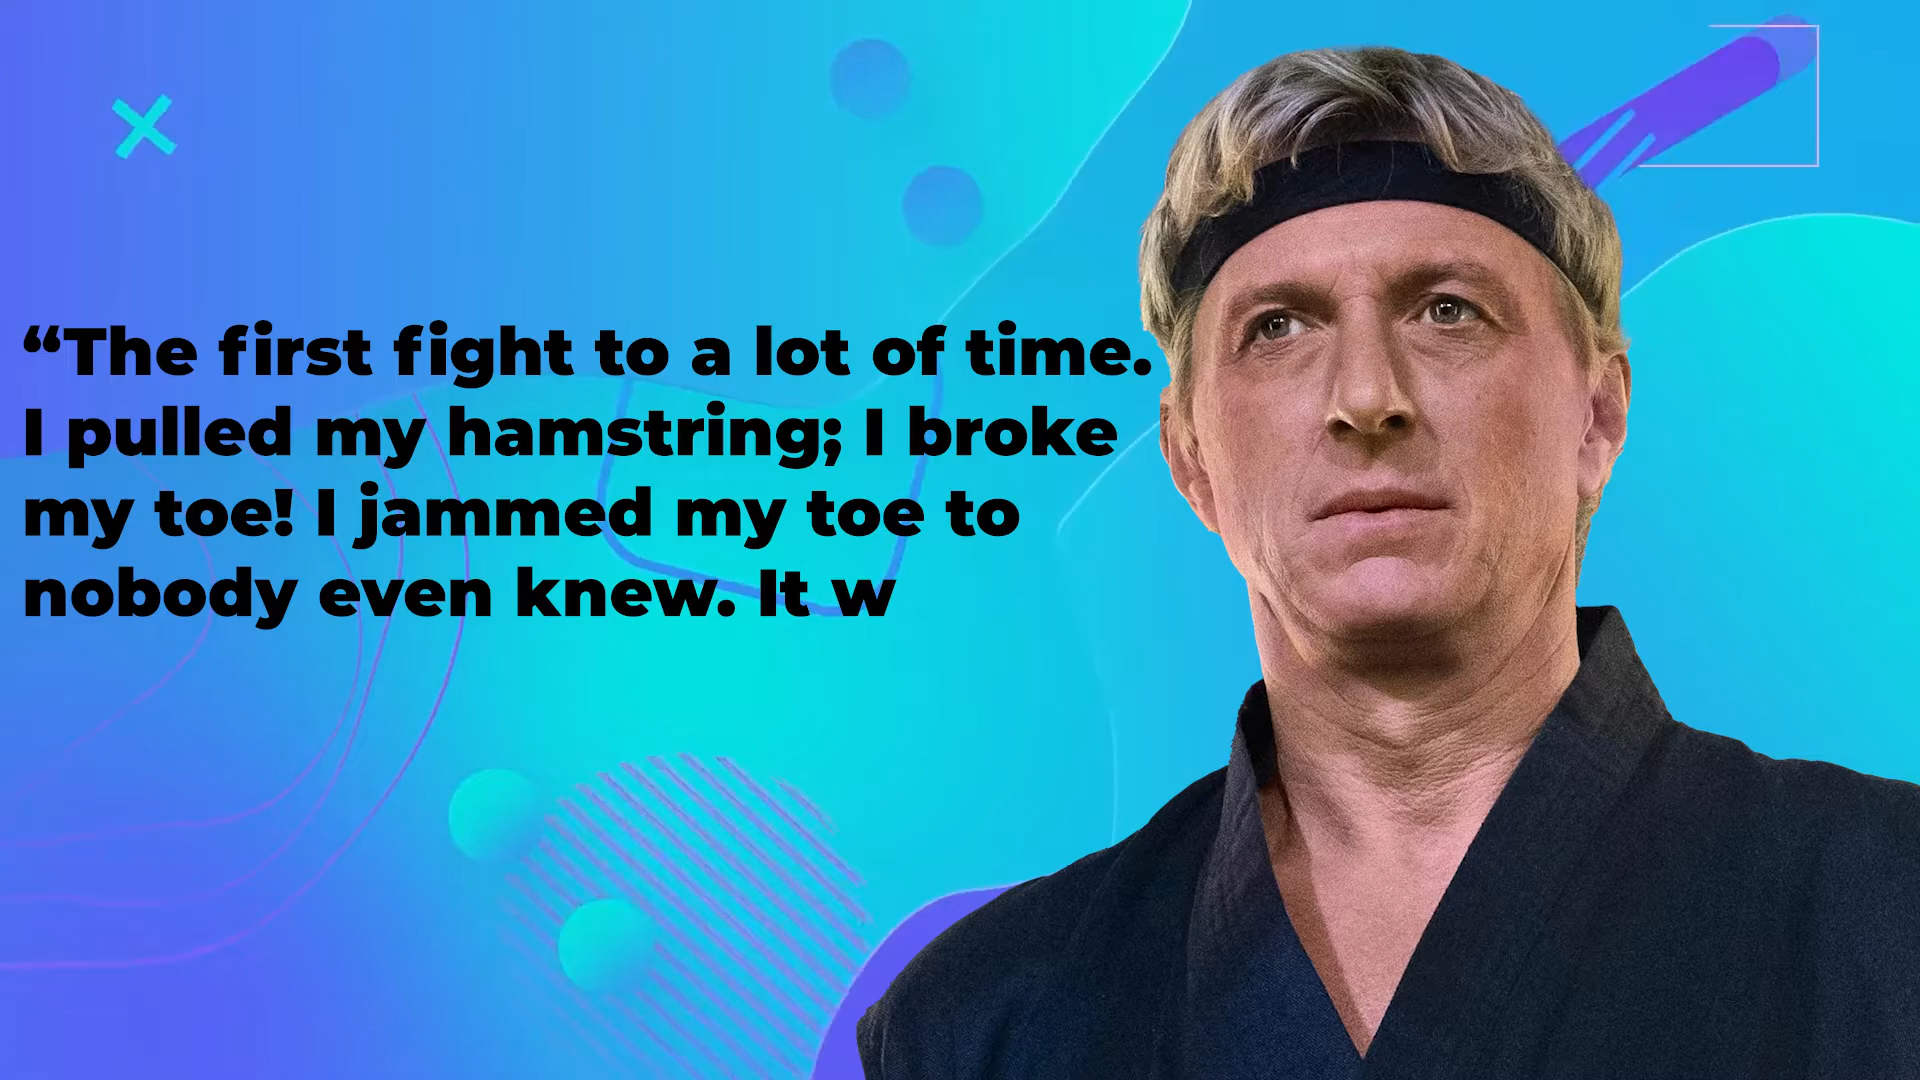 “The first fight to a lot of time.
I pulled my hamstring; I broke
my toe! I jammed my toe to
nobody even knew. It w